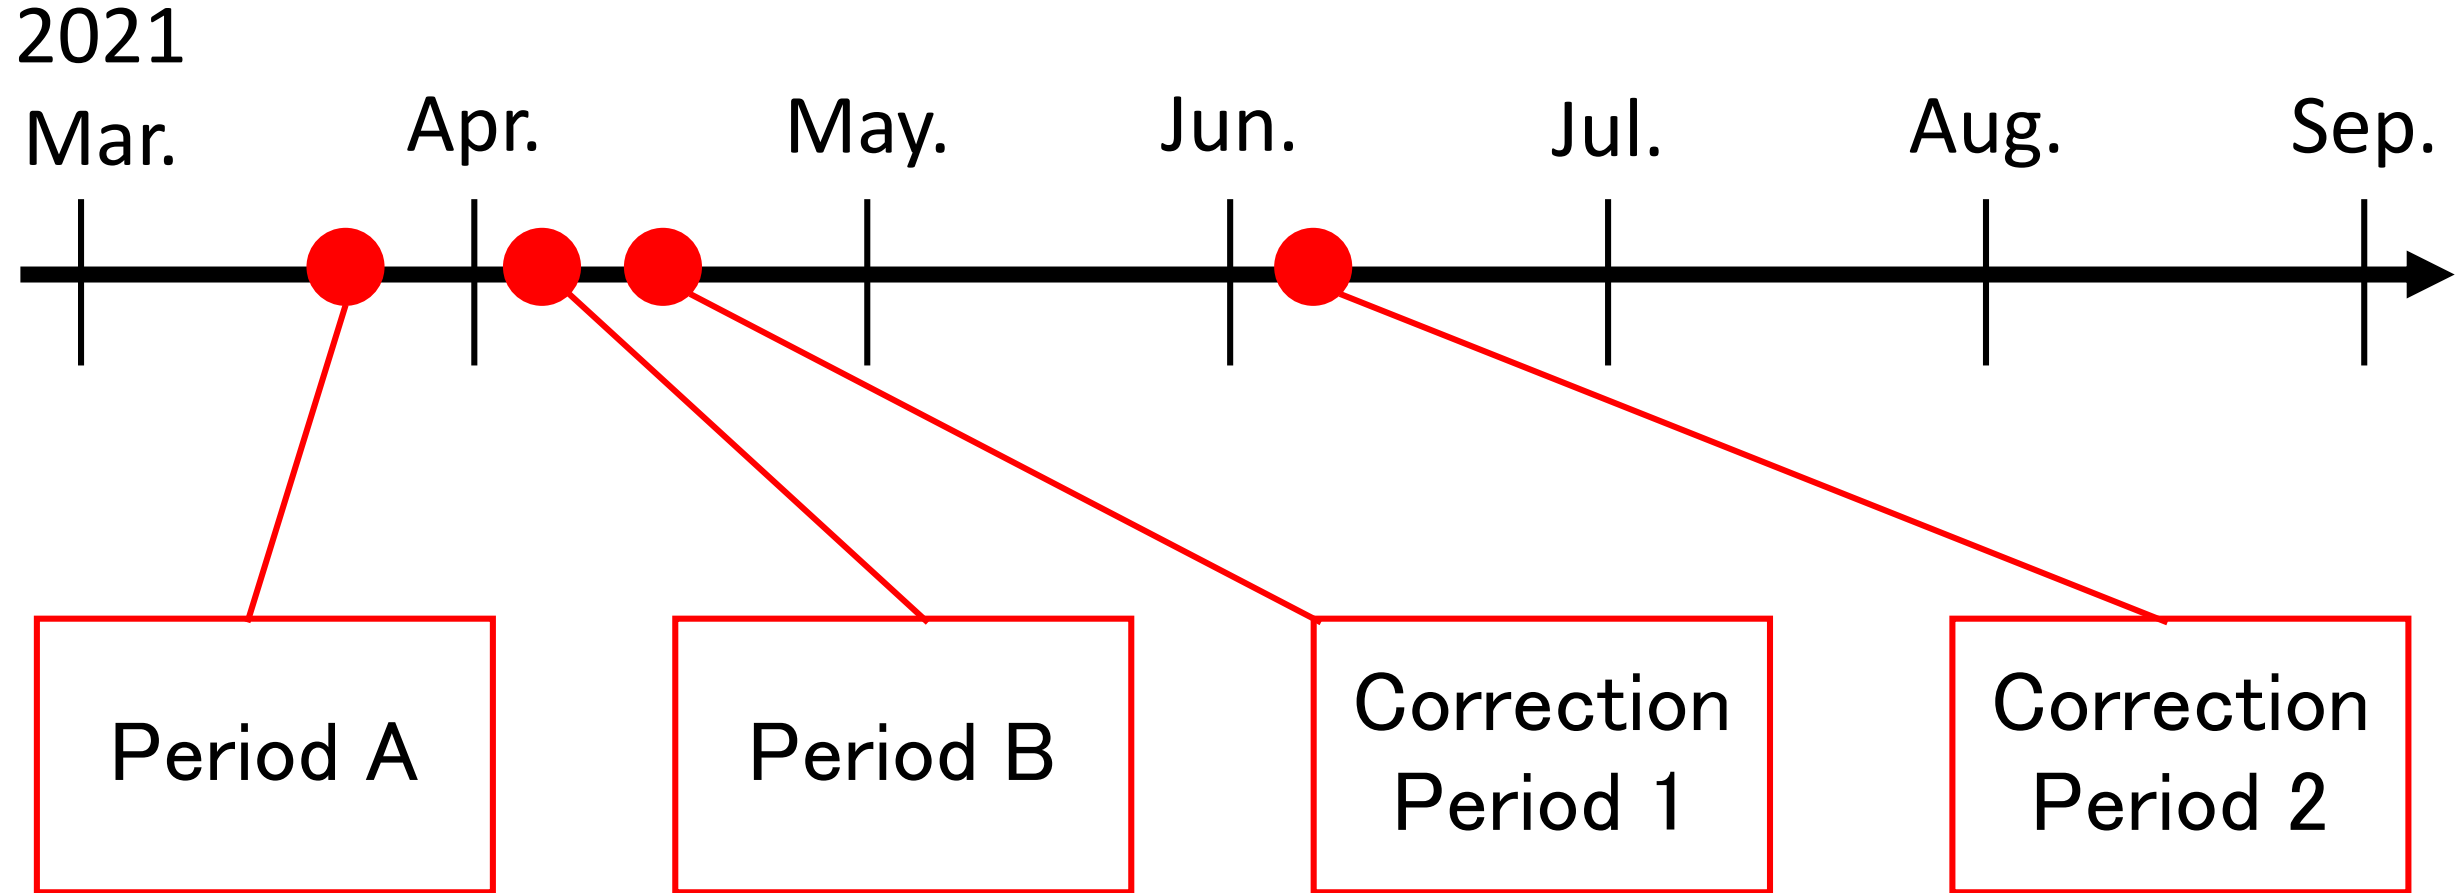 2021
Mar. Apr. May. Jun. Jul. Aug. Sep.
Period A
Period B
Correction
Period 1
Correction
Period 2